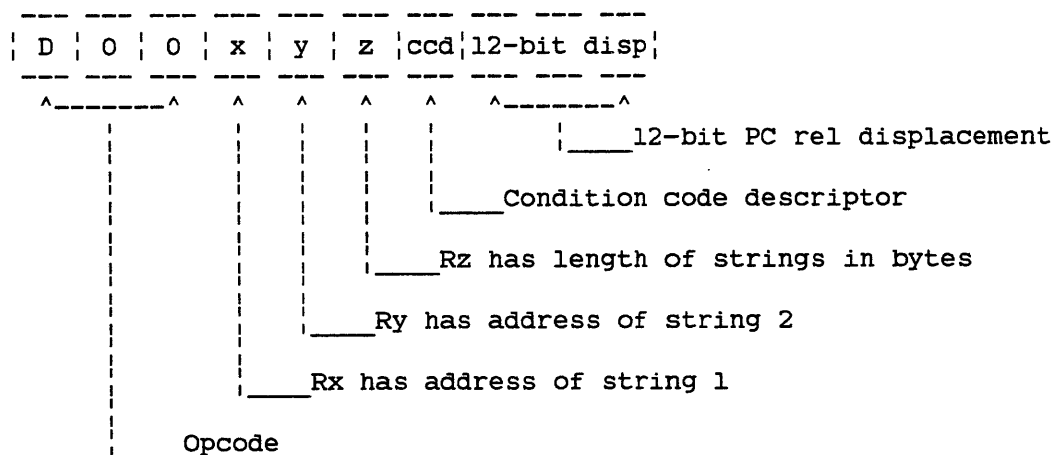 D 0 0 x y z ccd 12-bit disp
12-bit PC rel displacement
Condition code descriptor
Rz has length of strings in bytes
Ry has address of string 2
Rx has address of string 1
Opcode